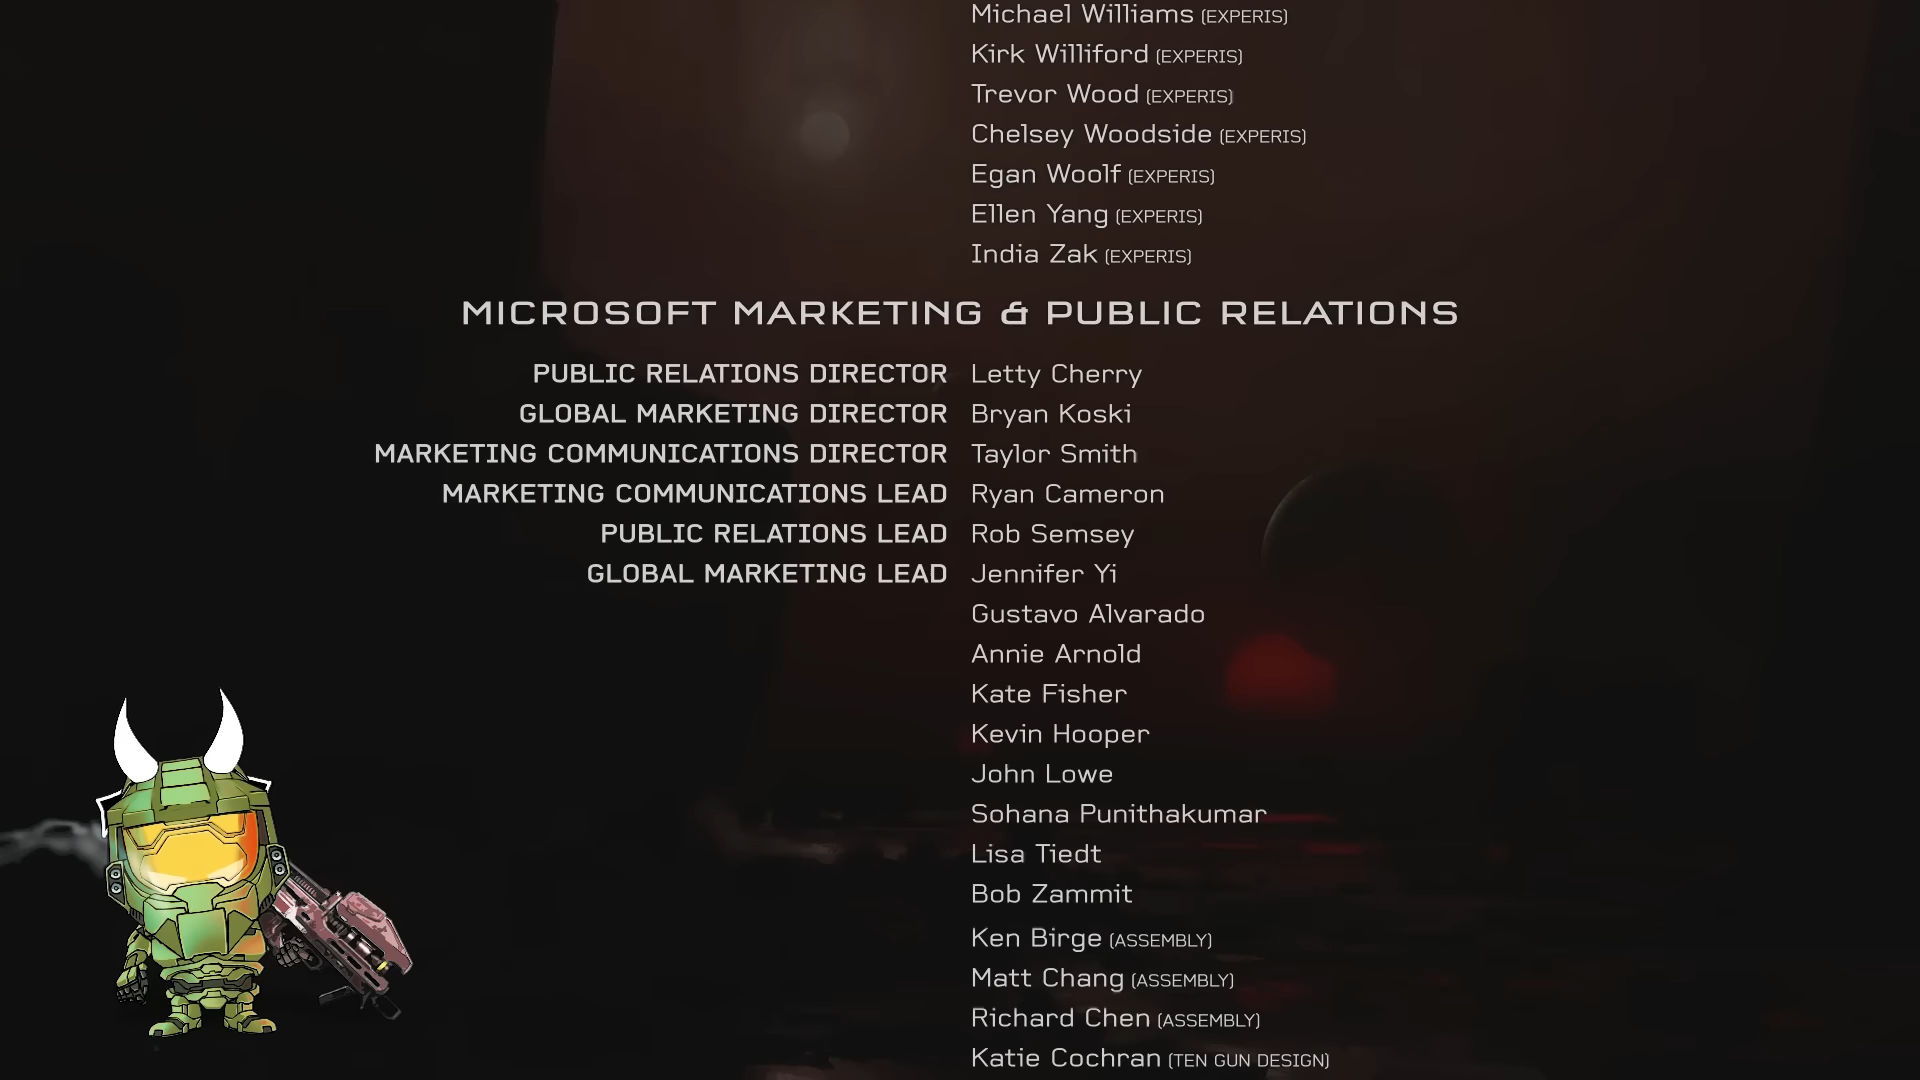 Michael Williams (EXPERIS)
Kirk Williford (EXPERIS)
Trevor Wood (EXPERIS)
Chelsey Woodside (EXPERIS)
Egan Woolf (EXPERIS)
Ellen Yang (EXPERIS)
India Zak (EXPERIS)
MICROSOFT MARKETING & PUBLIC RELATIONS
PUBLIC RELATIONS DIRECTOR Letty Cherry
GLOBAL MARKETING DIRECTOR Bryan Koski
MARKETING COMMUNICATIONS DIRECTOR Taylor Smith
MARKETING COMMUNICATIONS LEAD Ryan Cameron
PUBLIC RELATIONS LEAD Rob Semsey
GLOBAL MARKETING LEAD Jennifer Yi
Gustavo Alvarado
Annie Arnold
Kate Fisher
Kevin Hooper
John Lowe
Sohana Punithakumar
Lisa Tiedt
Bob Zammit
Ken Birge (ASSEMBLY)
Matt Chang (ASSEMBLY)
Richard Chen (ASSEMBLY)
Katie Cochran (TEN GUN DESIGN)